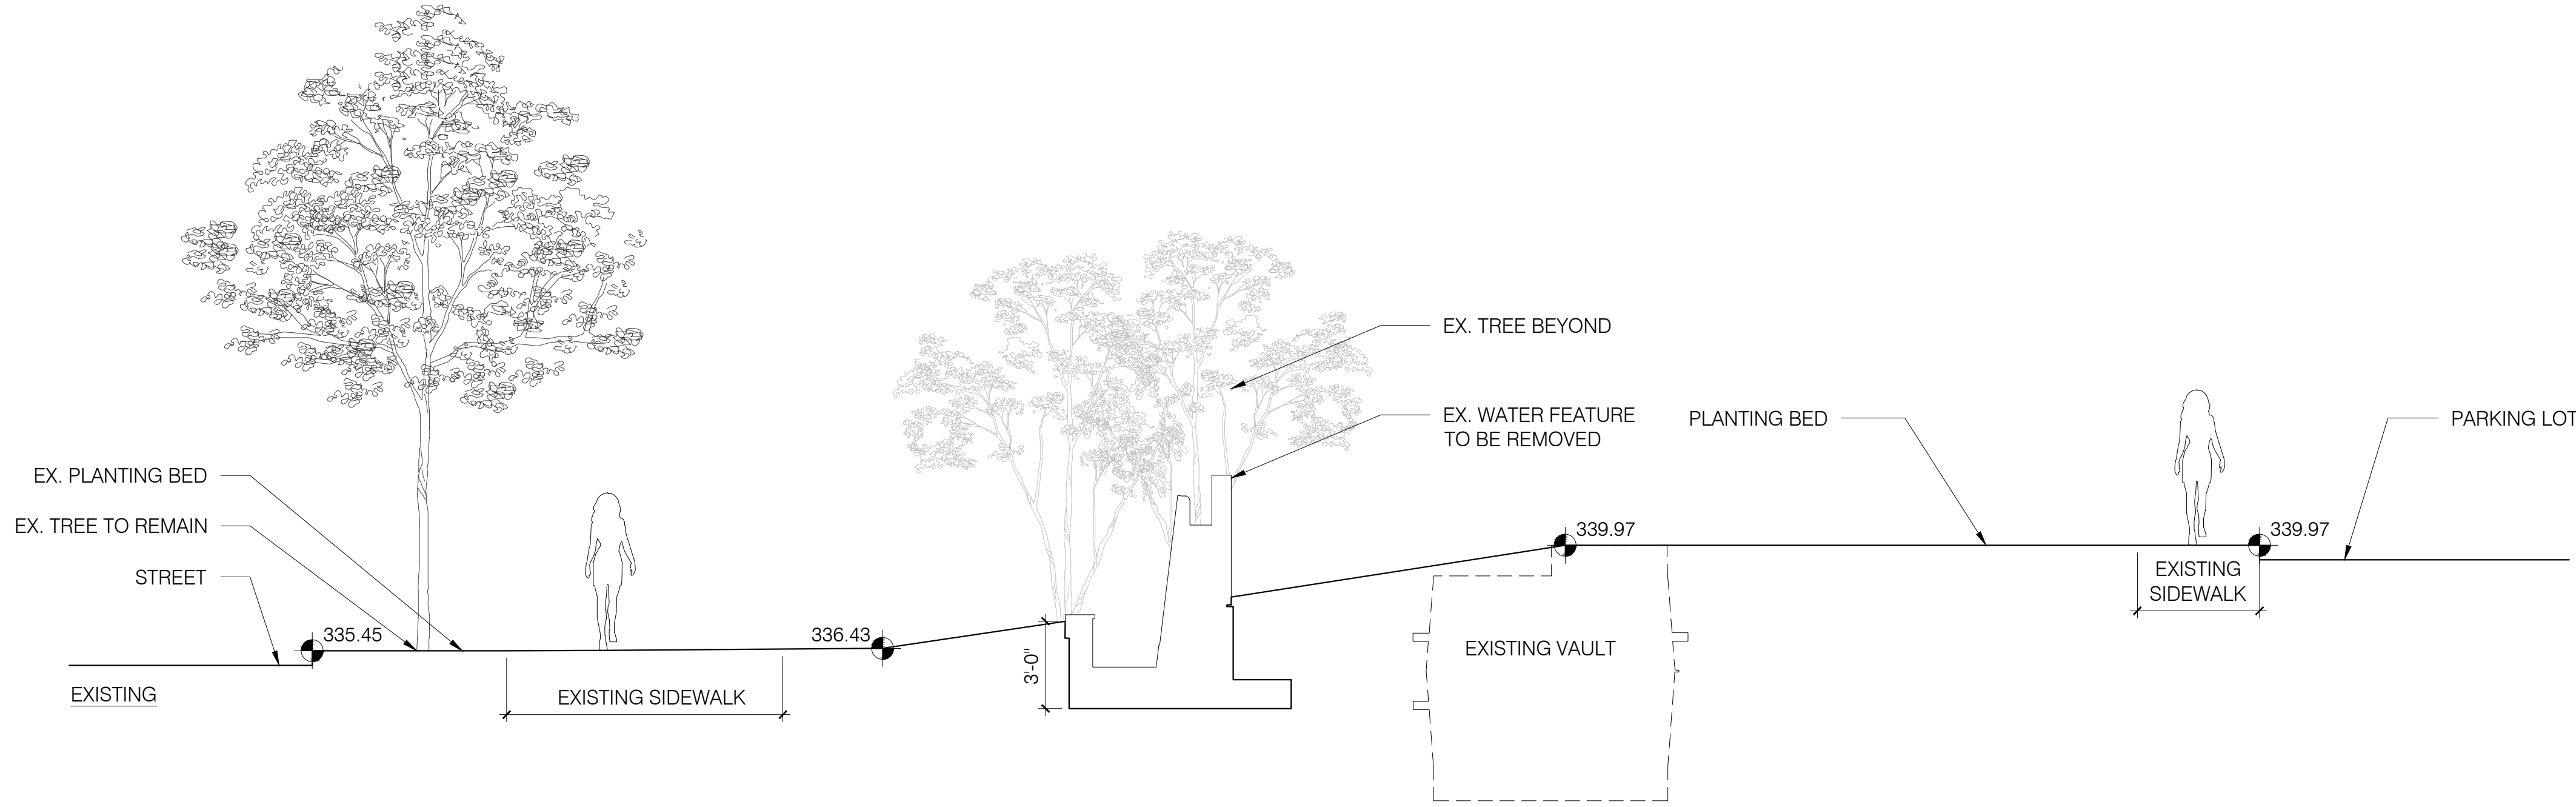 EX. TREE BEYOND
EX. WATER FEATURE
TO BE REMOVED
PLANTING BED
PARKING LOT
EX. PLANTING BED
EX. TREE TO REMAIN
STREET
335.45
336.43
339.97
339.97
EXISTING
SIDEWALK
3'-0"
EXISTING VAULT
EXISTING
EXISTING SIDEWALK